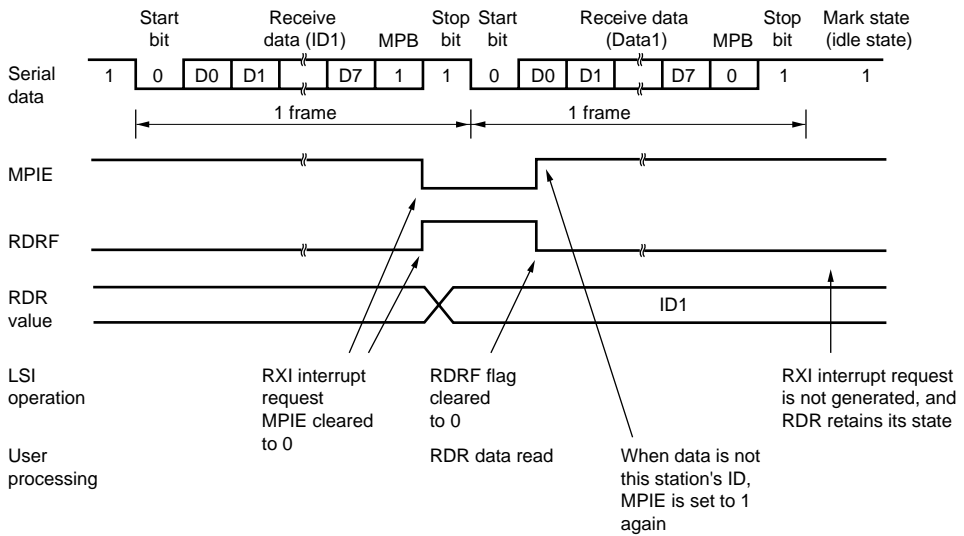 Start bit
Receive data (ID1)
MPB
Stop bit
Start bit
Receive data (Data1)
MPB
Stop bit
Mark state (idle state)
Serial data
1 0 D0 D1 D7 1 1 0 D0 D1 D7 0 1 1
1 frame
1 frame
MPIE
RDRF
RDR value
ID1
LSI operation
RXI interrupt request MPIE cleared to 0
RDRF flag cleared to 0
RXI interrupt request is not generated, and RDR retains its state
User processing
RDR data read
When data is not this station's ID, MPIE is set to 1 again